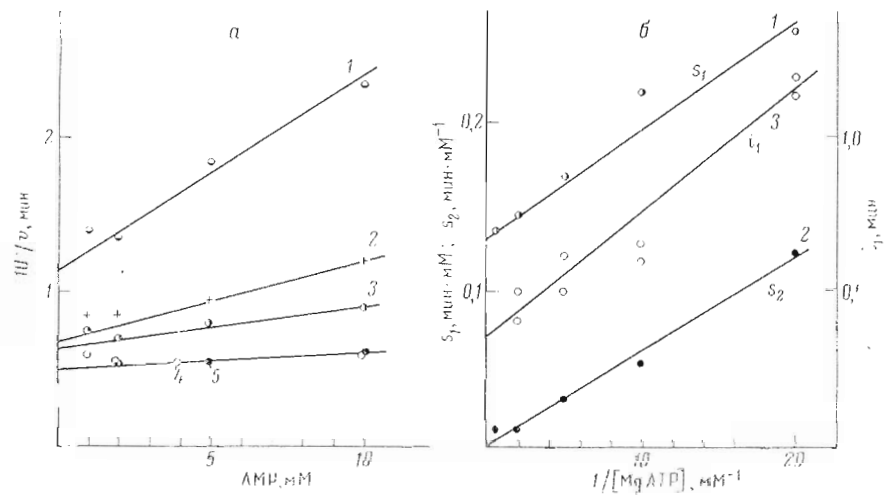 а
10³/v, мин
2
1
1
2
3
4
5
5
10
АМР, мМ
б
s₁, мин·мМ; s₂, мин·мМ⁻¹
0,2
0,1
1
s₁
3
i₁
2
s₂
1,0
0,1
, мин
10
20
1/[MgATP], мМ⁻¹